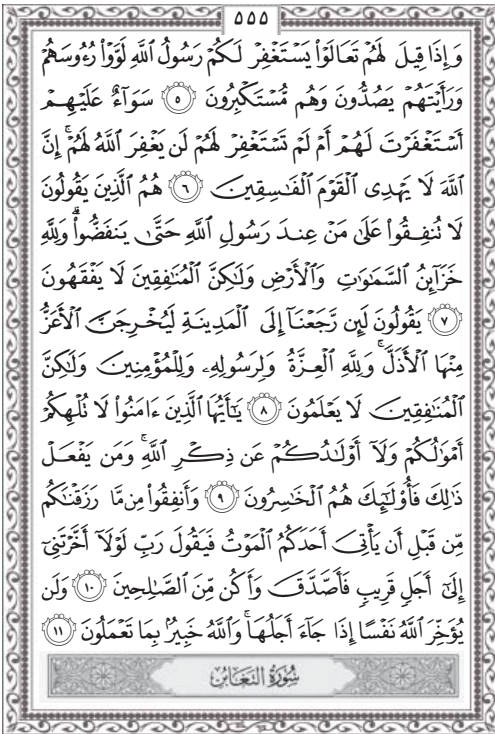 ٥٥٥
وَإِذَا قِيلَ لَهُمْ تَعَالَوْا۟ يَسْتَغْفِرْ لَكُمْ رَسُولُ ٱللَّهِ لَوَّوْا۟ رُءُوسَهُمْ
وَرَأَيْتَهُمْ يَصُدُّونَ وَهُم مُّسْتَكْبِرُونَ ٥ سَوَآءٌ عَلَيْهِمْ
أَسْتَغْفَرْتَ لَهُمْ أَمْ لَمْ تَسْتَغْفِرْ لَهُمْ لَن يَغْفِرَ ٱللَّهُ لَهُمْ ۚ إِنَّ
ٱللَّهَ لَا يَهْدِى ٱلْقَوْمَ ٱلْفَـٰسِقِينَ ٦ هُمُ ٱلَّذِينَ يَقُولُونَ
لَا تُنفِقُوا۟ عَلَىٰ مَنْ عِندَ رَسُولِ ٱللَّهِ حَتَّىٰ يَنفَضُّوا۟ ۗ وَلِلَّهِ
خَزَآئِنُ ٱلسَّمَـٰوَٰتِ وَٱلْأَرْضِ وَلَـٰكِنَّ ٱلْمُنَـٰفِقِينَ لَا يَفْقَهُونَ
٧ يَقُولُونَ لَئِن رَّجَعْنَآ إِلَى ٱلْمَدِينَةِ لَيُخْرِجَنَّ ٱلْأَعَزُّ
مِنْهَا ٱلْأَذَلَّ ۚ وَلِلَّهِ ٱلْعِزَّةُ وَلِرَسُولِهِۦ وَلِلْمُؤْمِنِينَ وَلَـٰكِنَّ
ٱلْمُنَـٰفِقِينَ لَا يَعْلَمُونَ ٨ يَـٰٓأَيُّهَا ٱلَّذِينَ ءَامَنُوا۟ لَا تُلْهِكُمْ
أَمْوَٰلُكُمْ وَلَآ أَوْلَـٰدُكُمْ عَن ذِكْرِ ٱللَّهِ ۚ وَمَن يَفْعَلْ
ذَٰلِكَ فَأُو۟لَـٰٓئِكَ هُمُ ٱلْخَـٰسِرُونَ ٩ وَأَنفِقُوا۟ مِن مَّا رَزَقْنَـٰكُم
مِّن قَبْلِ أَن يَأْتِىَ أَحَدَكُمُ ٱلْمَوْتُ فَيَقُولَ رَبِّ لَوْلَآ أَخَّرْتَنِىٓ
إِلَىٰٓ أَجَلٍ قَرِيبٍ فَأَصَّدَّقَ وَأَكُن مِّنَ ٱلصَّـٰلِحِينَ ١٠ وَلَن
يُؤَخِّرَ ٱللَّهُ نَفْسًا إِذَا جَآءَ أَجَلُهَا ۚ وَٱللَّهُ خَبِيرٌۢ بِمَا تَعْمَلُونَ ١١
سُورَةُ التَّغَابُنِ